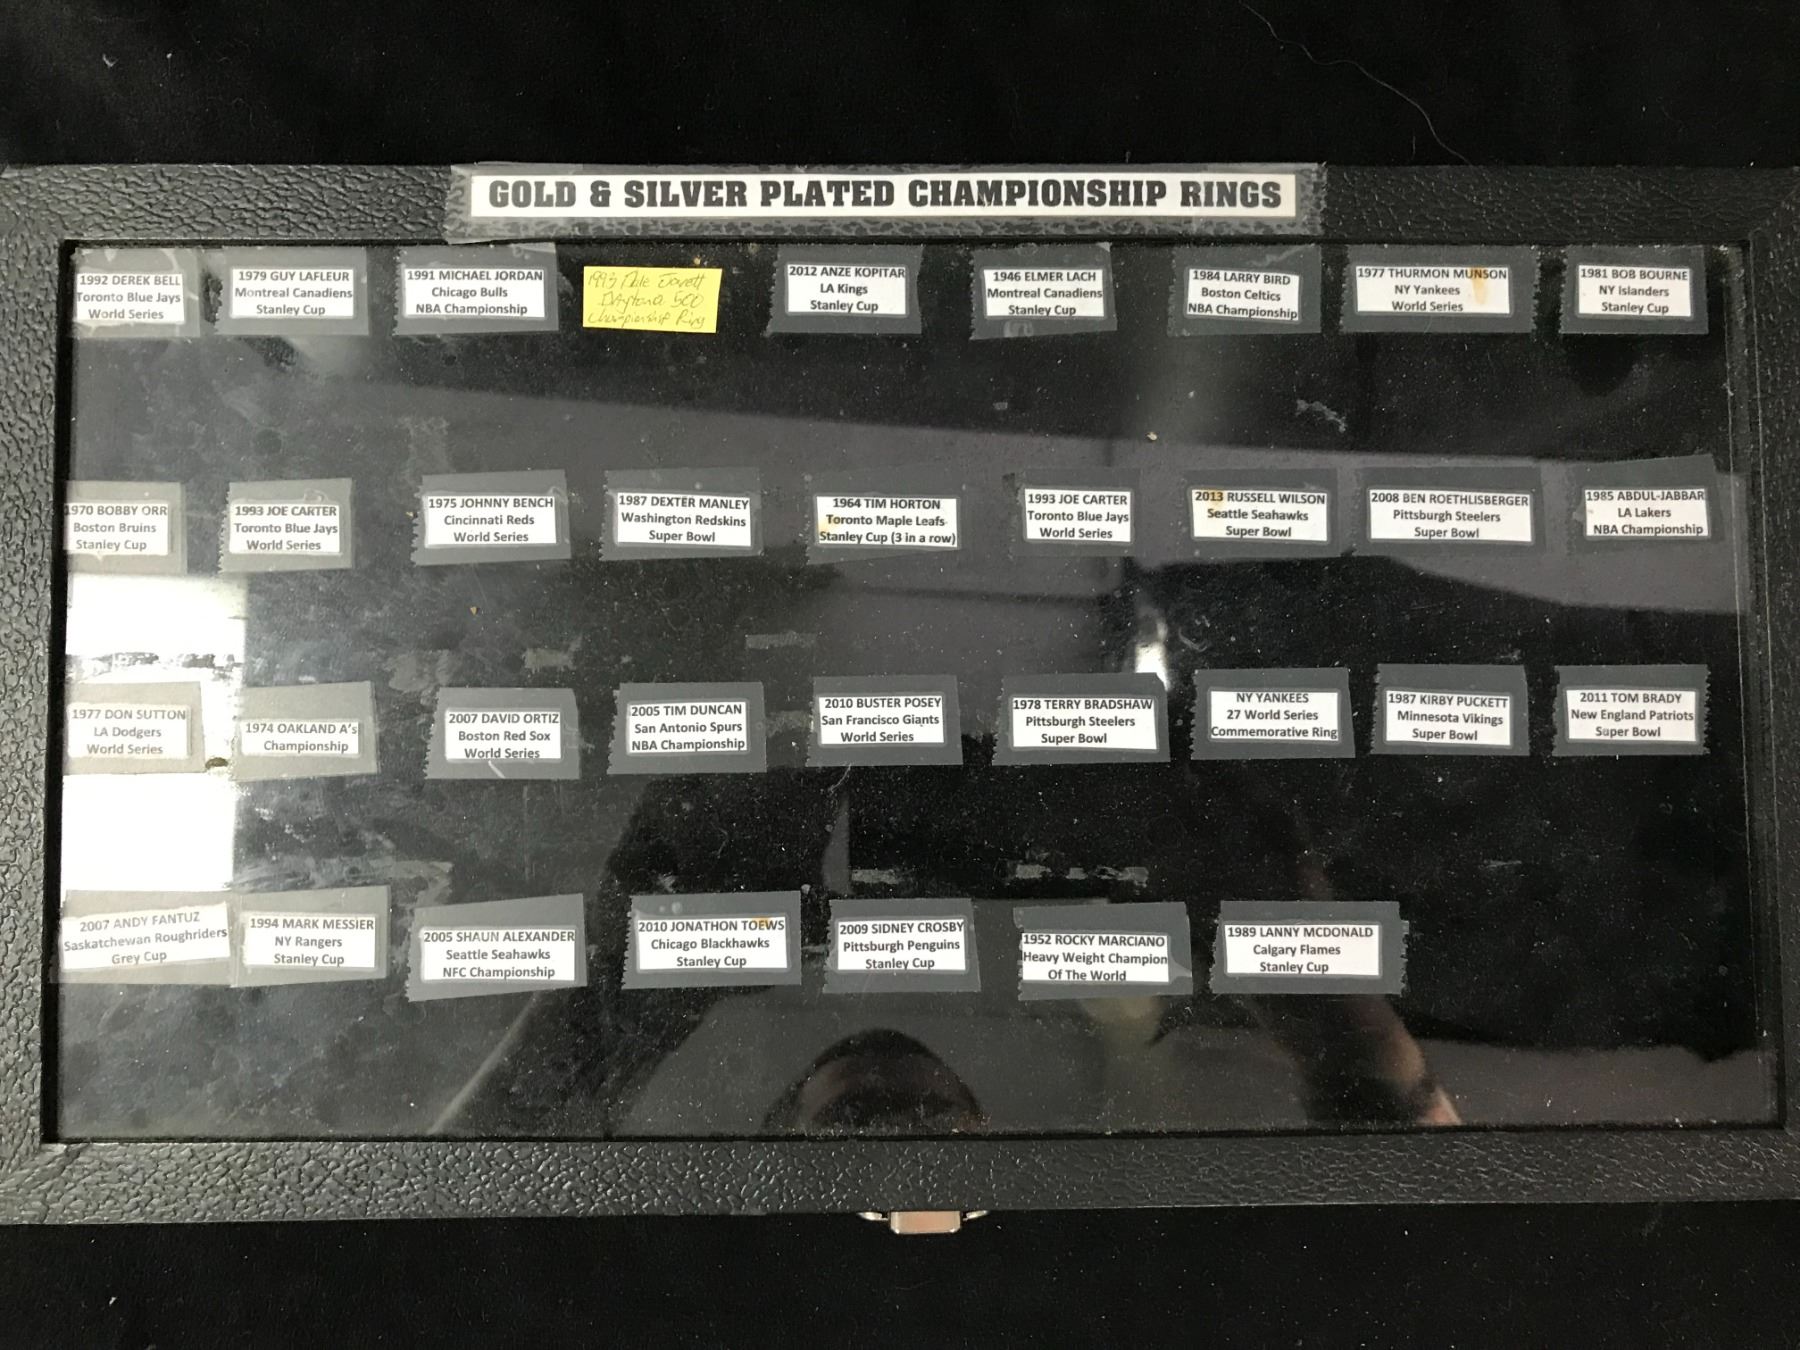 GOLD & SILVER PLATED CHAMPIONSHIP RINGS
1992 DEREK BELL
Toronto Blue Jays
World Series
1979 GUY LAFLEUR
Montreal Canadiens
Stanley Cup
1991 MICHAEL JORDAN
Chicago Bulls
NBA Championship
1993 Dale Jarrett
Daytona 500
Championship Ring
2012 ANZE KOPITAR
LA Kings
Stanley Cup
1946 ELMER LACH
Montreal Canadiens
Stanley Cup
1984 LARRY BIRD
Boston Celtics
NBA Championship
1977 THURMON MUNSON
NY Yankees
World Series
1981 BOB BOURNE
NY Islanders
Stanley Cup
1970 BOBBY ORR
Boston Bruins
Stanley Cup
1993 JOE CARTER
Toronto Blue Jays
World Series
1975 JOHNNY BENCH
Cincinnati Reds
World Series
1987 DEXTER MANLEY
Washington Redskins
Super Bowl
1964 TIM HORTON
Toronto Maple Leafs
Stanley Cup (3 in a row)
1993 JOE CARTER
Toronto Blue Jays
World Series
2013 RUSSELL WILSON
Seattle Seahawks
Super Bowl
2008 BEN ROETHLISBERGER
Pittsburgh Steelers
Super Bowl
1985 ABDUL-JABBAR
LA Lakers
NBA Championship
1977 DON SUTTON
LA Dodgers
World Series
1974 OAKLAND A's
Championship
2007 DAVID ORTIZ
Boston Red Sox
World Series
2005 TIM DUNCAN
San Antonio Spurs
NBA Championship
2010 BUSTER POSEY
San Francisco Giants
World Series
1978 TERRY BRADSHAW
Pittsburgh Steelers
Super Bowl
NY YANKEES
27 World Series
Commemorative Ring
1987 KIRBY PUCKETT
Minnesota Vikings
Super Bowl
2011 TOM BRADY
New England Patriots
Super Bowl
2007 ANDY FANTUZ
Saskatchewan Roughriders
Grey Cup
1994 MARK MESSIER
NY Rangers
Stanley Cup
2005 SHAUN ALEXANDER
Seattle Seahawks
NFC Championship
2010 JONATHON TOEWS
Chicago Blackhawks
Stanley Cup
2009 SIDNEY CROSBY
Pittsburgh Penguins
Stanley Cup
1952 ROCKY MARCIANO
Heavy Weight Champion
Of The World
1989 LANNY MCDONALD
Calgary Flames
Stanley Cup